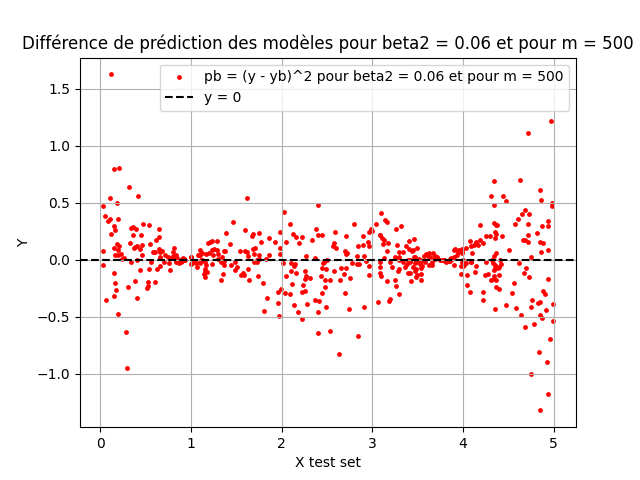 Différence de prédiction des modèles pour beta2 = 0.06 et pour m = 500
pb = (y - yb)^2 pour beta2 = 0.06 et pour m = 500
y = 0
1.5
1.0
0.5
0.0
−0.5
−1.0
Y
0 1 2 3 4 5
X test set